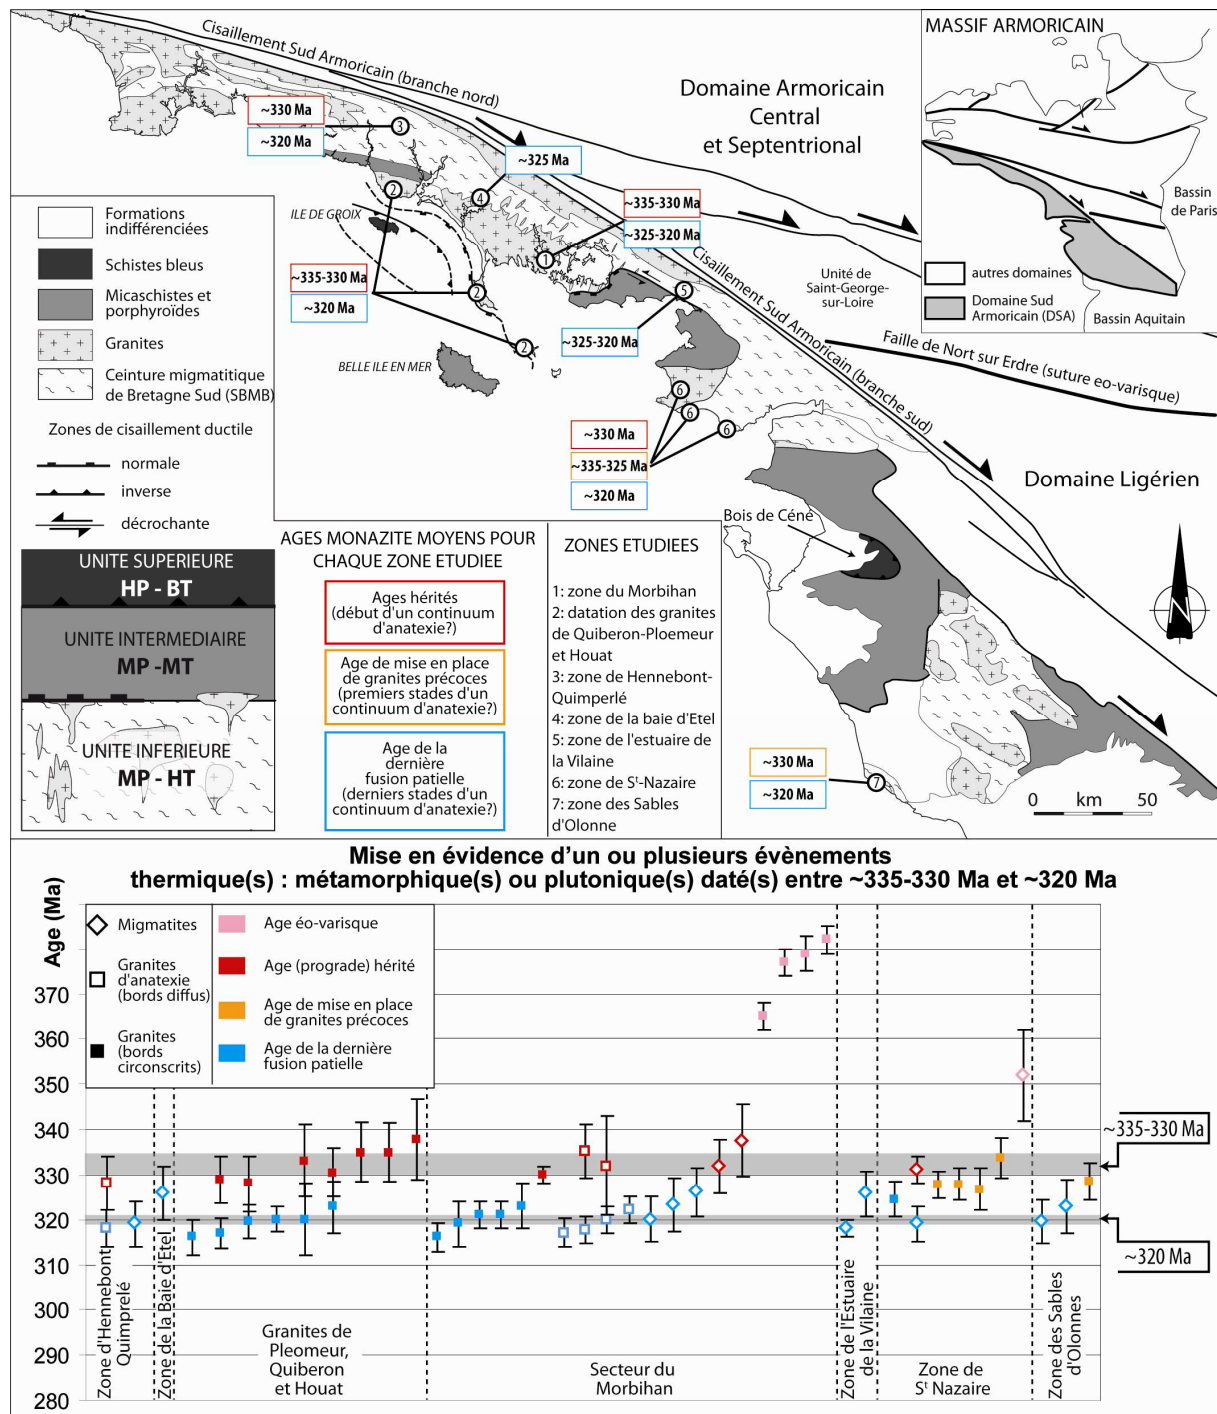 Cisaillement Sud Armoricain (branche nord)
Domaine Armoricain
Central
et Septentrional
MASSIF ARMORICAIN
Bassin
de Paris
autres domaines
Domaine Sud
Armoricain (DSA)
Bassin Aquitain
~330 Ma
~320 Ma
3
~325 Ma
4
2
ILE DE GROIX
~335-330 Ma
~325-320 Ma
1
~335-330 Ma
~320 Ma
2
2
5
~325-320 Ma
BELLE ILE EN MER
Cisaillement Sud Armoricain (branche sud)
Unité de
Saint-George-
sur-Loire
Faille de Nort sur Erdre (suture eo-varisque)
6
6
6
~330 Ma
~335-325 Ma
~320 Ma
Domaine Ligérien
Bois de Céné
~330 Ma
~320 Ma
7
0 km 50
N
Formations
indifférenciées
Schistes bleus
Micaschistes et
porphyroïdes
Granites
Ceinture migmatitique
de Bretagne Sud (SBMB)
Zones de cisaillement ductile
normale
inverse
décrochante
UNITE SUPERIEURE
HP - BT
UNITE INTERMEDIAIRE
MP -MT
UNITE INFERIEURE
MP - HT
AGES MONAZITE MOYENS POUR
CHAQUE ZONE ETUDIEE
Ages hérités
(début d'un continuum
d'anatexie?)
Age de mise en place
de granites précoces
(premiers stades d'un
continuum d'anatexie?)
Age de la
dernière
fusion patielle
(derniers stades d'un
continuum d'anatexie?)
ZONES ETUDIEES
1: zone du Morbihan
2: datation des granites
de Quiberon-Ploemeur
et Houat
3: zone de Hennebont-
Quimperlé
4: zone de la baie d'Etel
5: zone de l'estuaire de
la Vilaine
6: zone de St-Nazaire
7: zone des Sables
d'Olonne
Mise en évidence d'un ou plusieurs évènements
thermique(s) : métamorphique(s) ou plutonique(s) daté(s) entre ~335-330 Ma et ~320 Ma
Age (Ma)
370
360
350
340
330
320
310
300
290
280
Migmatites
Granites
d'anatexie
(bords diffus)
Granites
(bords
circonscrits)
Age éo-varisque
Age (prograde) hérité
Age de mise en place
de granites précoces
Age de la dernière
fusion patielle
~335-330 Ma
~320 Ma
Zone d'Hennebont
Quimprelé
Zone de la Baie d'Etel
Granites de
Pleomeur,
Quiberon
et Houat
Secteur du
Morbihan
Zone de l'Estuaire
de la Vilaine
Zone de
St Nazaire
Zone des Sables
d'Olonnes